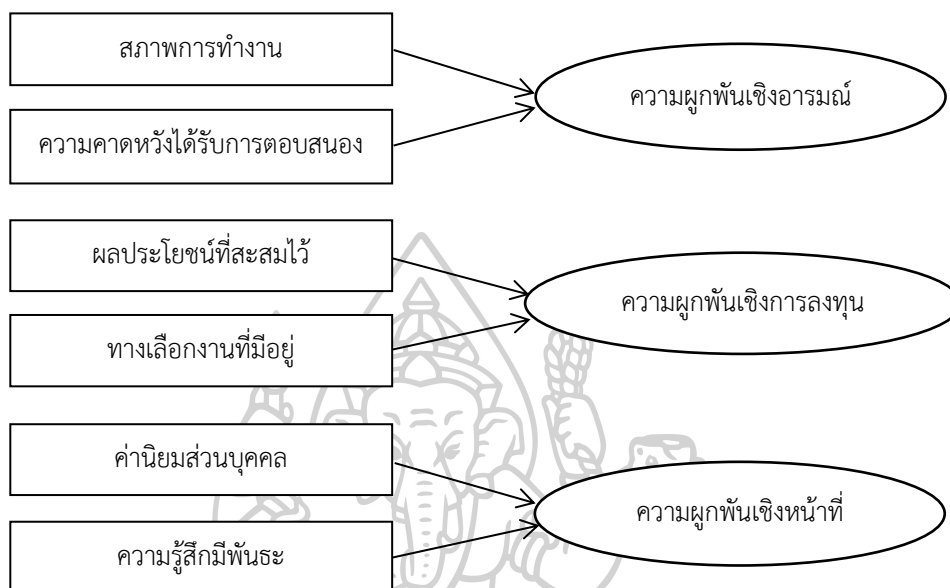 สภาพการทำงาน
ความผูกพันเชิงอารมณ์
ความคาดหวังได้รับการตอบสนอง
ผลประโยชน์ที่สะสมไว้
ความผูกพันเชิงการลงทุน
ทางเลือกงานที่มีอยู่
ค่านิยมส่วนบุคคล
ความผูกพันเชิงหน้าที่
ความรู้สึกมีพันธะ